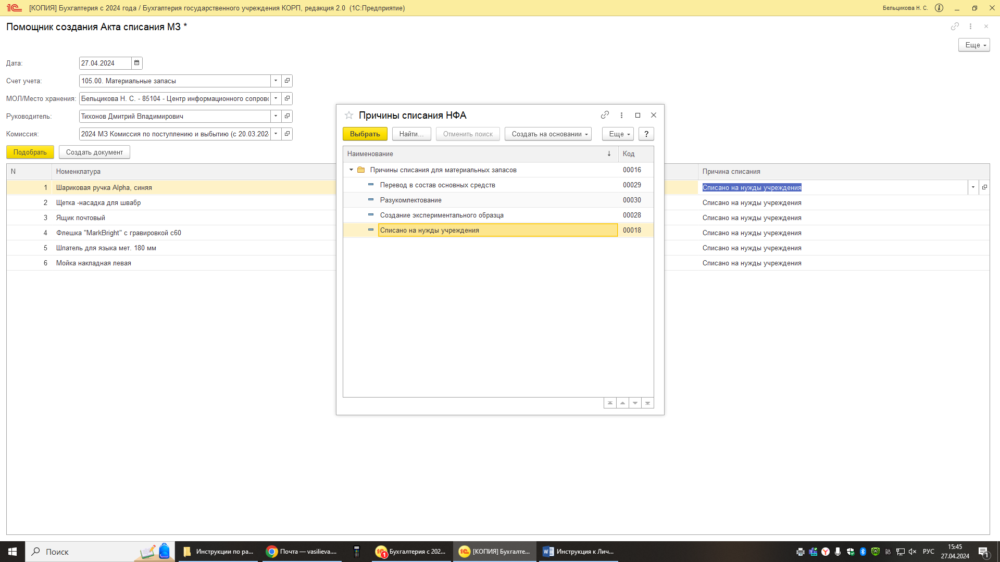 [КОПИЯ] Бухгалтерия с 2024 года / Бухгалтерия государственного учреждения КОРП, редакция 2.0 (1С:Предприятие)
Бельцикова Н. С.
Помощник создания Акта списания МЗ *
Еще
Дата: 27.04.2024
Счет учета: 105.00. Материальные запасы
МОЛ/Место хранения: Бельцикова Н. С. - 85104 - Центр информационного сопрово
Руководитель: Тихонов Дмитрий Владимирович
Комиссия: 2024 МЗ Комиссия по поступлению и выбытию (с 20.03.202
Подобрать Создать документ
N Номенклатура Причина списания
1 Шариковая ручка Alpha, синяя Списано на нужды учреждения
2 Щетка -насадка для швабр Списано на нужды учреждения
3 Ящик почтовый Списано на нужды учреждения
4 Флешка "MarkBright" с гравировкой с60 Списано на нужды учреждения
5 Шпатель для языка мет. 180 мм Списано на нужды учреждения
6 Мойка накладная левая Списано на нужды учреждения
Причины списания НФА
Выбрать Найти... Отменить поиск Создать на основании Еще ?
Наименование Код
Причины списания для материальных запасов 00016
Перевод в состав основных средств 00029
Разукомлектование 00030
Создание экспериментального образца 00028
Списано на нужды учреждения 00018
Поиск
Инструкции по ра...
Почта — vasilieva....
Бухгалтерия с 202...
[КОПИЯ] Бухгалте...
Инструкция к Лич...
РУС
15:45
27.04.2024